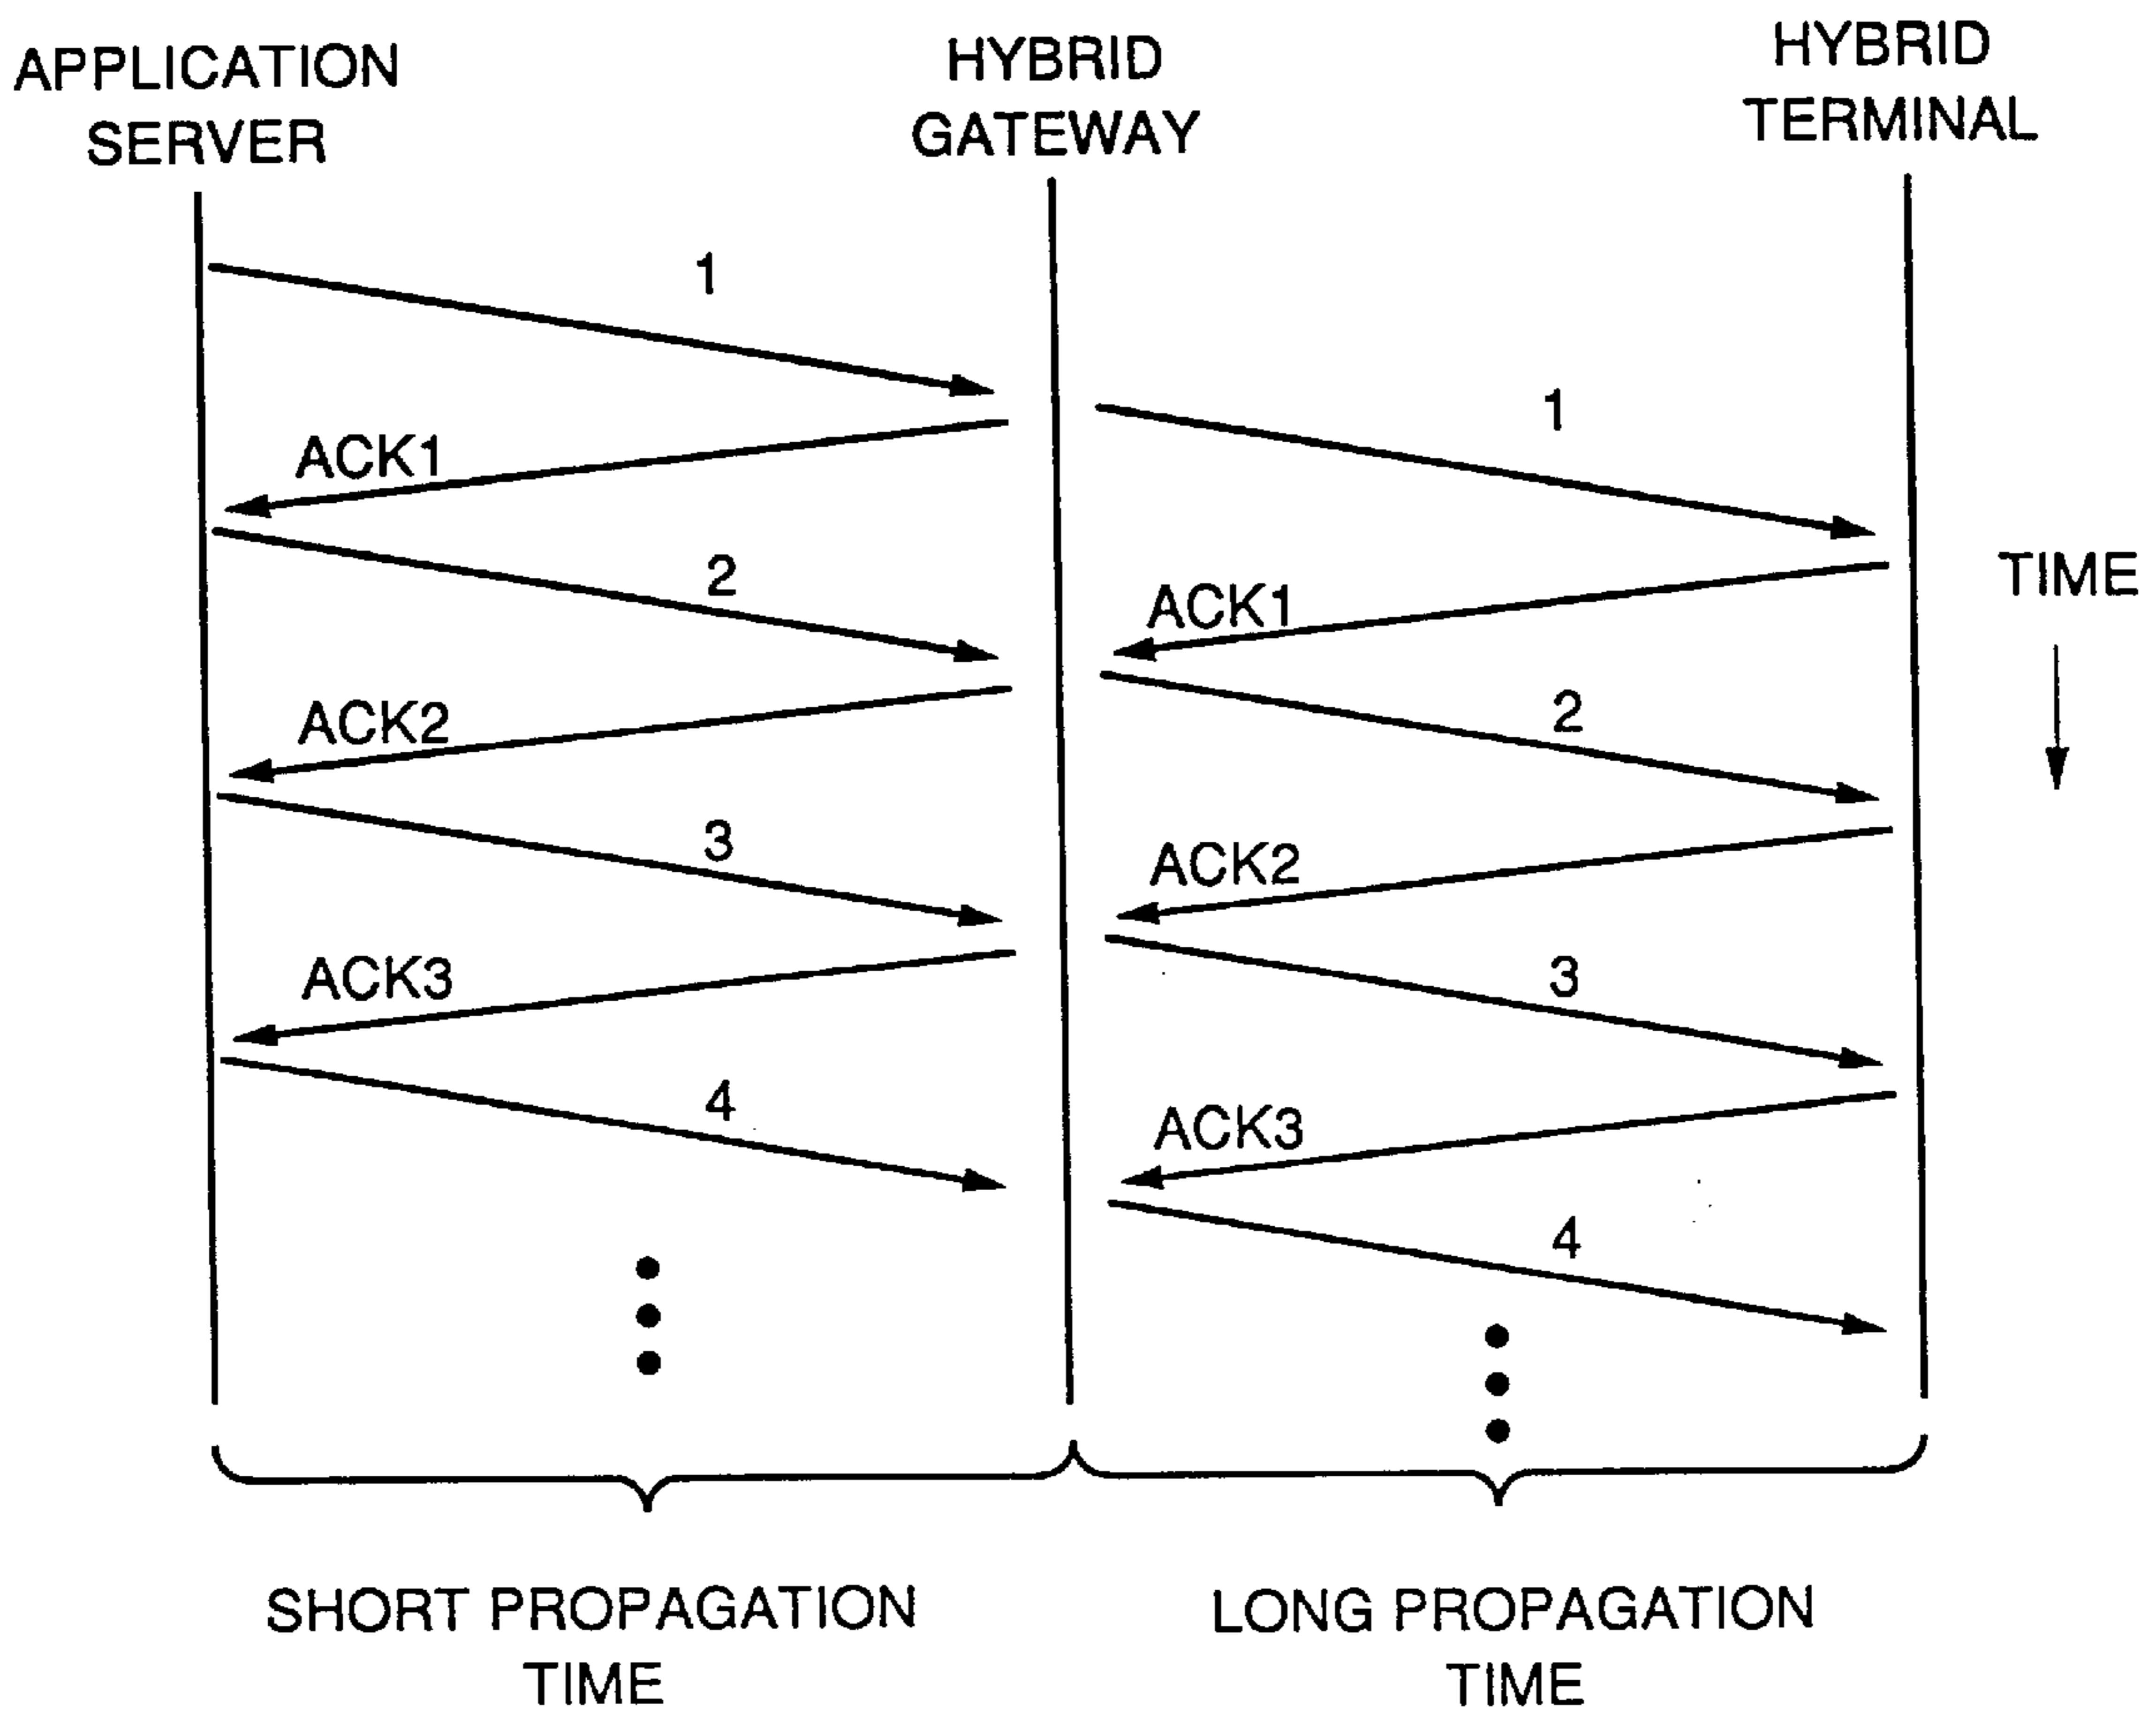 APPLICATION
SERVER
HYBRID
GATEWAY
HYBRID
TERMINAL
1
1
ACK1
2
ACK1
TIME
ACK2
2
3
ACK2
ACK3
3
4
ACK3
4
SHORT PROPAGATION
TIME
LONG PROPAGATION
TIME